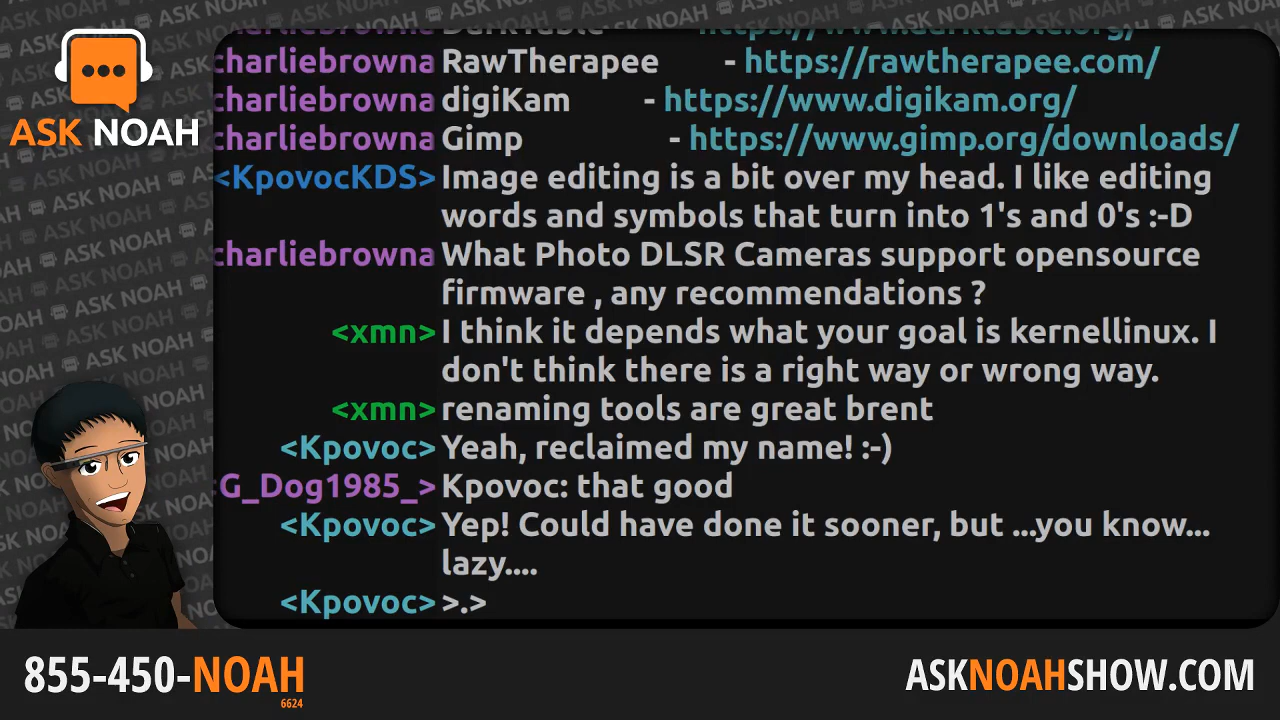 ASK NOAH
DarkTable https://www.darktable.org/
charliebrowna RawTherapee - https://rawtherapee.com/
charliebrowna digiKam - https://www.digikam.org/
charliebrowna Gimp - https://www.gimp.org/downloads/
<KpovocKDS> Image editing is a bit over my head. I like editing
words and symbols that turn into 1's and 0's :-D
charliebrowna What Photo DLSR Cameras support opensource
firmware , any recommendations ?
<xmn> I think it depends what your goal is kernellinux. I
don't think there is a right way or wrong way.
<xmn> renaming tools are great brent
<Kpovoc> Yeah, reclaimed my name! :-)
G_Dog1985_> Kpovoc: that good
<Kpovoc> Yep! Could have done it sooner, but ...you know...
lazy....
<Kpovoc> >.>
855-450-NOAH
6624
ASKNOAHSHOW.COM